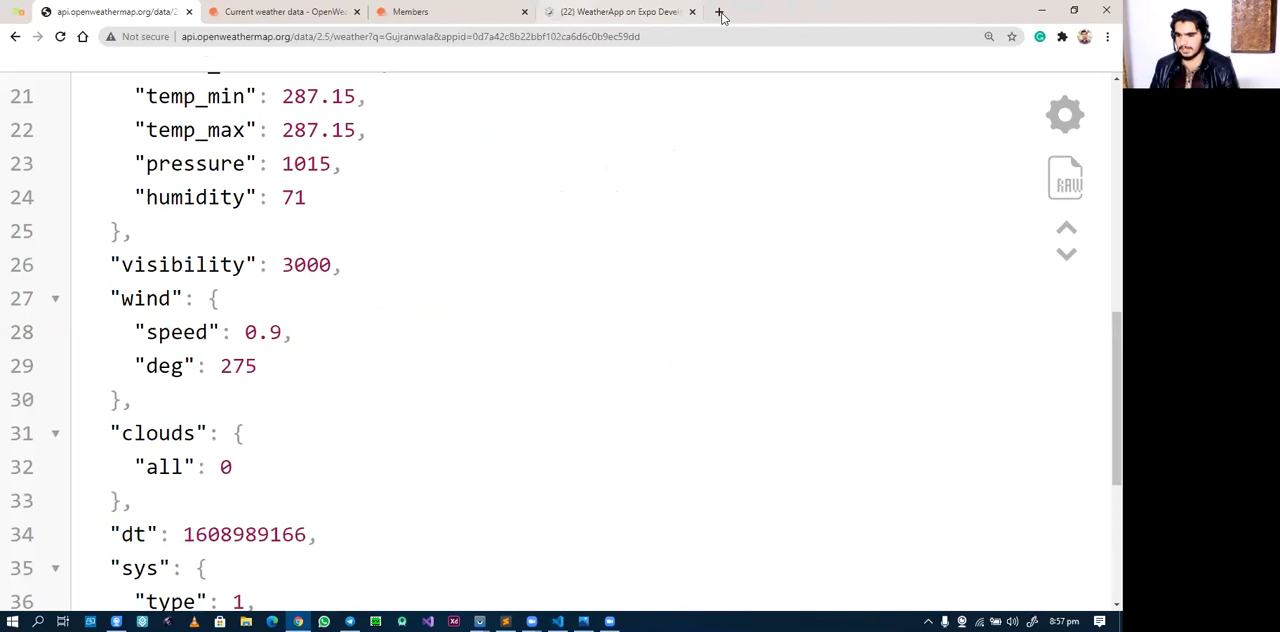 api.openweathermap.org/data/2
Current weather data - OpenWea
Members
(22) WeatherApp on Expo Devel
Not secure
api.openweathermap.org/data/2.5/weather?q=Gujranwala&appid=0d7a42c8b22bbf102ca6d6c0b9ec59dd
21 "temp_min": 287.15,
22 "temp_max": 287.15,
23 "pressure": 1015,
24 "humidity": 71
25 },
26 "visibility": 3000,
27 "wind": {
28 "speed": 0.9,
29 "deg": 275
30 },
31 "clouds": {
32 "all": 0
33 },
34 "dt": 1608989166,
35 "sys": {
36 "type": 1,
RAW
Xd
8:57 pm